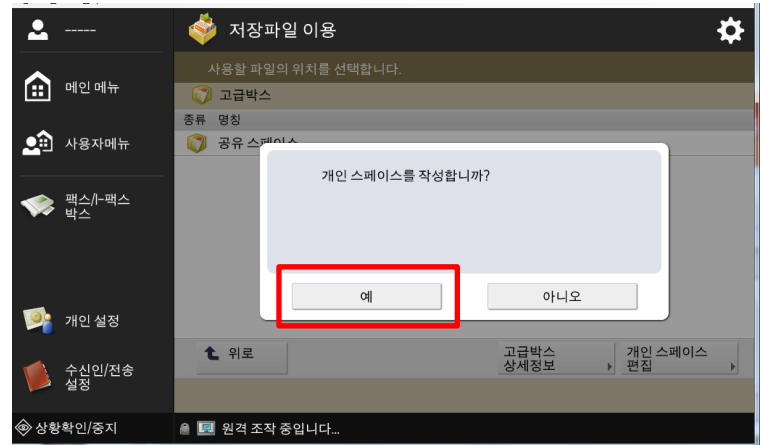 -----
저장파일 이용
사용할 파일의 위치를 선택합니다.
메인 메뉴
고급박스
종류 명칭
사용자메뉴
공유 스페이스
개인 스페이스를 작성합니까?
팩스/I-팩스
박스
예
아니오
개인 설정
위로
고급박스
상세정보
개인 스페이스
편집
수신인/전송
설정
상황확인/중지
원격 조작 중입니다...